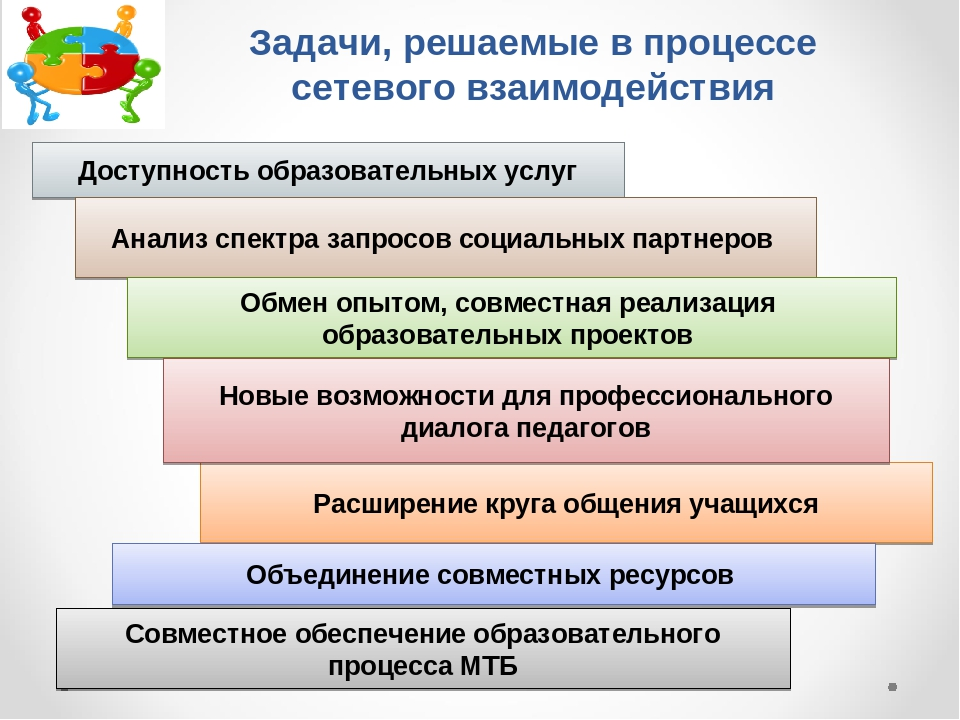 Задачи, решаемые в процессе
сетевого взаимодействия
Доступность образовательных услуг
Анализ спектра запросов социальных партнеров
Обмен опытом, совместная реализация
образовательных проектов
Новые возможности для профессионального
диалога педагогов
Расширение круга общения учащихся
Объединение совместных ресурсов
Совместное обеспечение образовательного
процесса МТБ